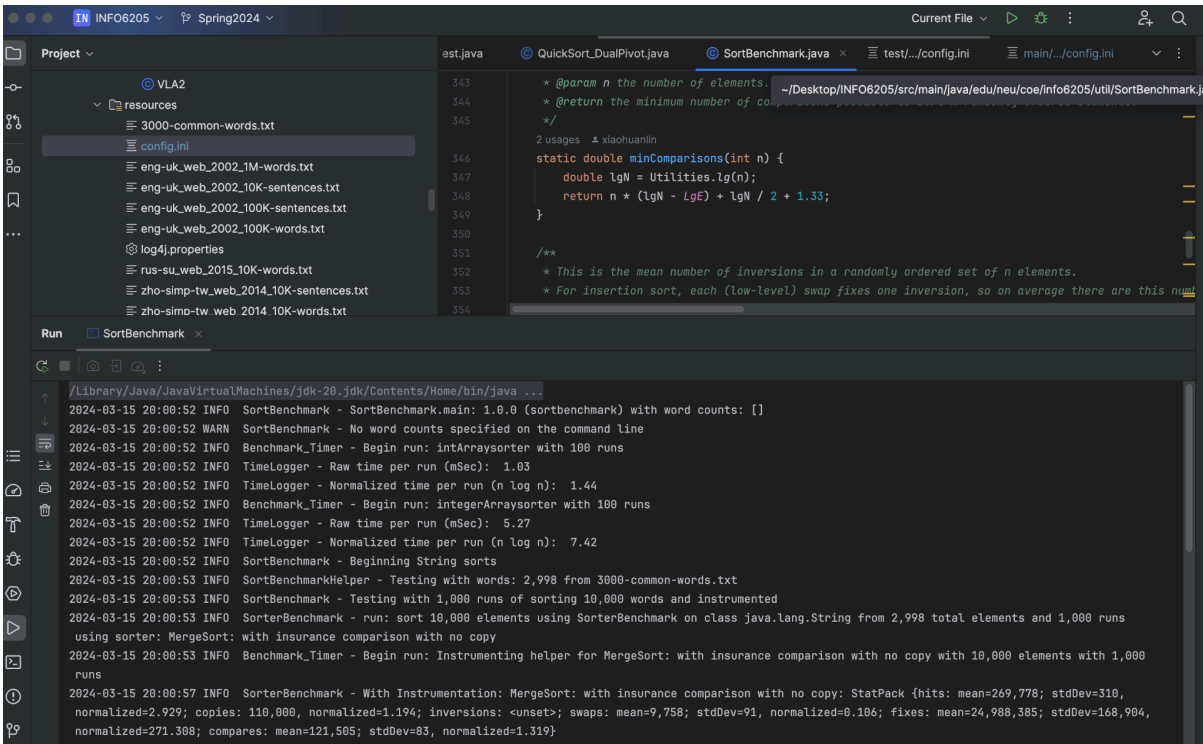 IN INFO6205 Spring2024 Current File
Project
est.java QuickSort_DualPivot.java SortBenchmark.java × test/.../config.ini main/.../config.ini
VLA2
resources
3000-common-words.txt
config.ini
eng-uk_web_2002_1M-words.txt
eng-uk_web_2002_10K-sentences.txt
eng-uk_web_2002_100K-sentences.txt
eng-uk_web_2002_100K-words.txt
log4j.properties
rus-su_web_2015_10K-words.txt
zho-simp-tw_web_2014_10K-sentences.txt
zho-simp-tw_web_2014_10K-words.txt
343 * @param n the number of elements.
~/Desktop/INFO6205/src/main/java/edu/neu/coe/info6205/util/SortBenchmark.j
344 * @return the minimum number of
345 */
2 usages xiaohuanlin
346 static double minComparisons(int n) {
347 double lgN = Utilities.lg(n);
348 return n * (lgN - LgE) + lgN / 2 + 1.33;
349 }
350
351 /**
352 * This is the mean number of inversions in a randomly ordered set of n elements.
353 * For insertion sort, each (low-level) swap fixes one inversion, so on average there are this num
354
Run SortBenchmark ×
/Library/Java/JavaVirtualMachines/jdk-20.jdk/Contents/Home/bin/java ...
2024-03-15 20:00:52 INFO SortBenchmark - SortBenchmark.main: 1.0.0 (sortbenchmark) with word counts: []
2024-03-15 20:00:52 WARN SortBenchmark - No word counts specified on the command line
2024-03-15 20:00:52 INFO Benchmark_Timer - Begin run: intArraysorter with 100 runs
2024-03-15 20:00:52 INFO TimeLogger - Raw time per run (mSec): 1.03
2024-03-15 20:00:52 INFO TimeLogger - Normalized time per run (n log n): 1.44
2024-03-15 20:00:52 INFO Benchmark_Timer - Begin run: integerArraysorter with 100 runs
2024-03-15 20:00:52 INFO TimeLogger - Raw time per run (mSec): 5.27
2024-03-15 20:00:52 INFO TimeLogger - Normalized time per run (n log n): 7.42
2024-03-15 20:00:52 INFO SortBenchmark - Beginning String sorts
2024-03-15 20:00:53 INFO SortBenchmarkHelper - Testing with words: 2,998 from 3000-common-words.txt
2024-03-15 20:00:53 INFO SortBenchmark - Testing with 1,000 runs of sorting 10,000 words and instrumented
2024-03-15 20:00:53 INFO SorterBenchmark - run: sort 10,000 elements using SorterBenchmark on class java.lang.String from 2,998 total elements and 1,000 runs
using sorter: MergeSort: with insurance comparison with no copy
2024-03-15 20:00:53 INFO Benchmark_Timer - Begin run: Instrumenting helper for MergeSort: with insurance comparison with no copy with 10,000 elements with 1,000
runs
2024-03-15 20:00:57 INFO SorterBenchmark - With Instrumentation: MergeSort: with insurance comparison with no copy: StatPack {hits: mean=269,778; stdDev=310,
normalized=2.929; copies: 110,000, normalized=1.194; inversions: <unset>; swaps: mean=9,758; stdDev=91, normalized=0.106; fixes: mean=24,988,385; stdDev=168,904,
normalized=271.308; compares: mean=121,505; stdDev=83, normalized=1.319}